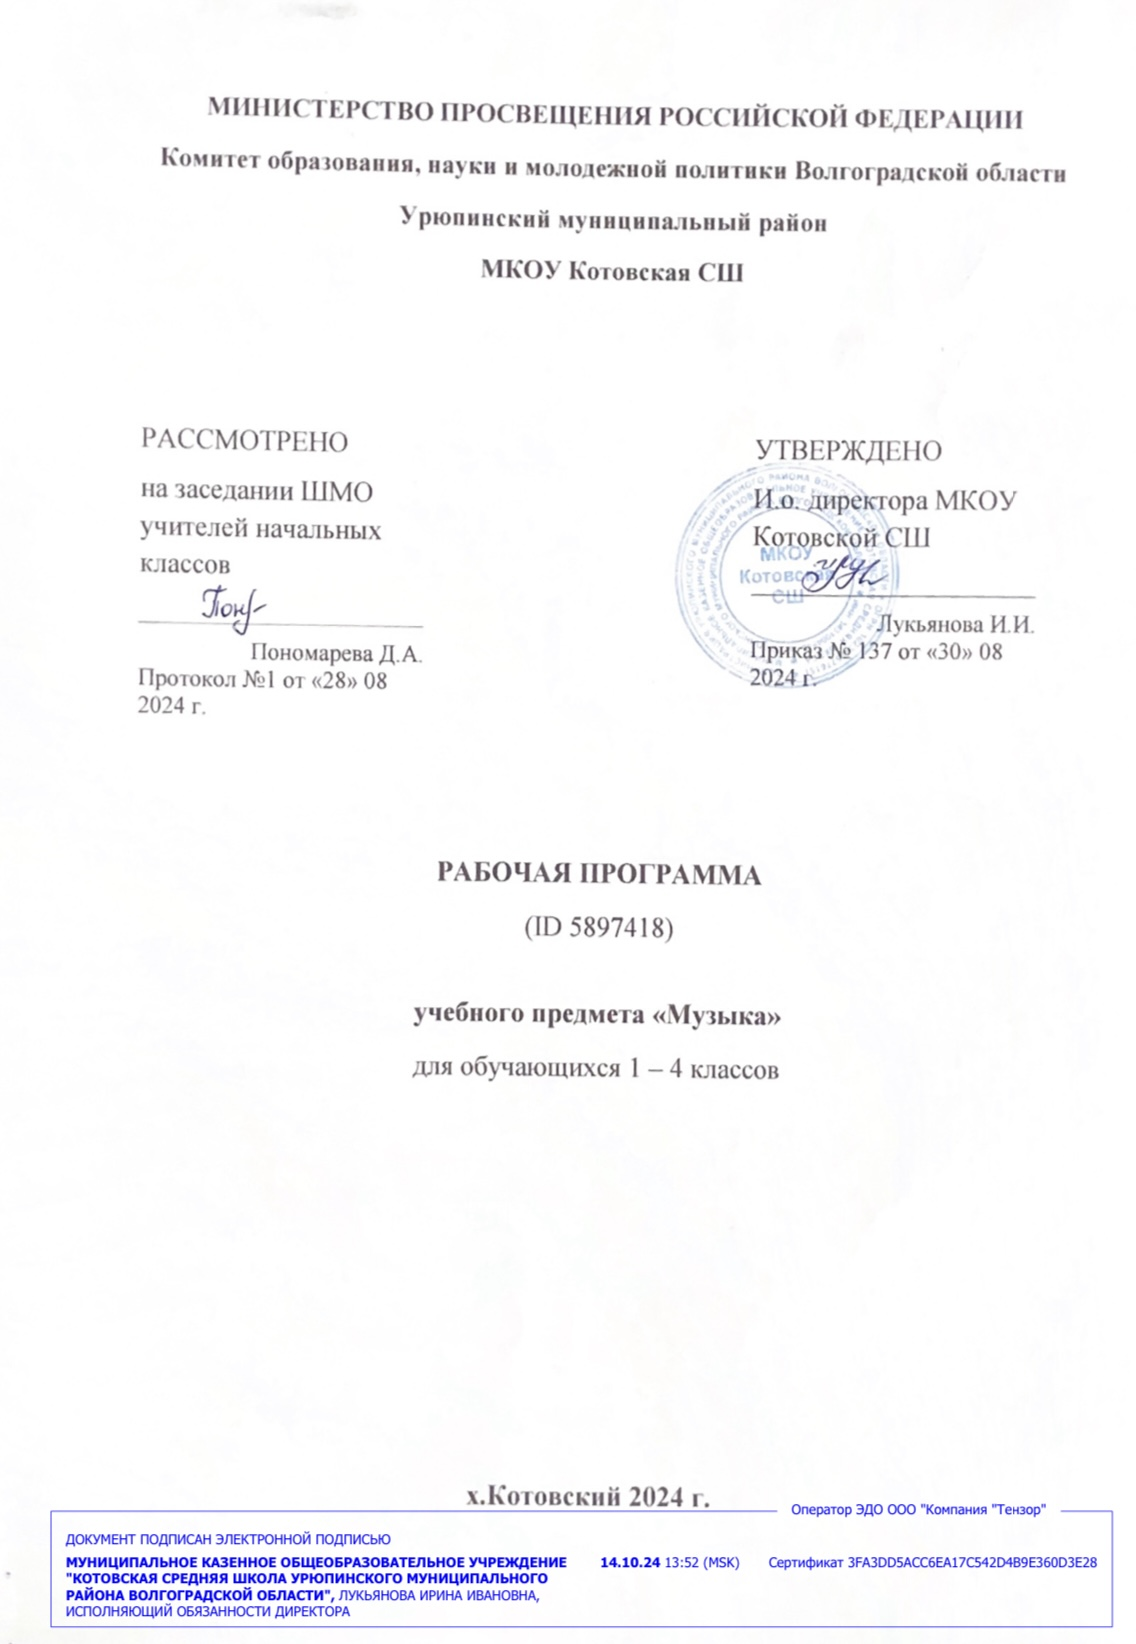 МИНИСТЕРСТВО ПРОСВЕЩЕНИЯ РОССИЙСКОЙ ФЕДЕРАЦИИ
Комитет образования, науки и молодежной политики Волгоградской области
Урюпинский муниципальный район
МКОУ Котовская СШ
РАССМОТРЕНО
на заседании ШМО
учителей начальных
классов
Пономарева Д.А.
Протокол №1 от «28» 08
2024 г.
УТВЕРЖДЕНО
И.о. директора МКОУ
Котовской СШ
МКОУ
Котовская
СШ
Лукьянова И.И.
Приказ № 137 от «30» 08
2024 г.
РАБОЧАЯ ПРОГРАММА
(ID 5897418)
учебного предмета «Музыка»
для обучающихся 1 – 4 классов
х.Котовский 2024 г.
Оператор ЭДО ООО "Компания "Тензор"
ДОКУМЕНТ ПОДПИСАН ЭЛЕКТРОННОЙ ПОДПИСЬЮ
МУНИЦИПАЛЬНОЕ КАЗЕННОЕ ОБЩЕОБРАЗОВАТЕЛЬНОЕ УЧРЕЖДЕНИЕ
"КОТОВСКАЯ СРЕДНЯЯ ШКОЛА УРЮПИНСКОГО МУНИЦИПАЛЬНОГО
РАЙОНА ВОЛГОГРАДСКОЙ ОБЛАСТИ", ЛУКЬЯНОВА ИРИНА ИВАНОВНА,
ИСПОЛНЯЮЩИЙ ОБЯЗАННОСТИ ДИРЕКТОРА
14.10.24 13:52 (MSK)
Сертификат 3FA3DD5ACC6EA17C542D4B9E360D3E28